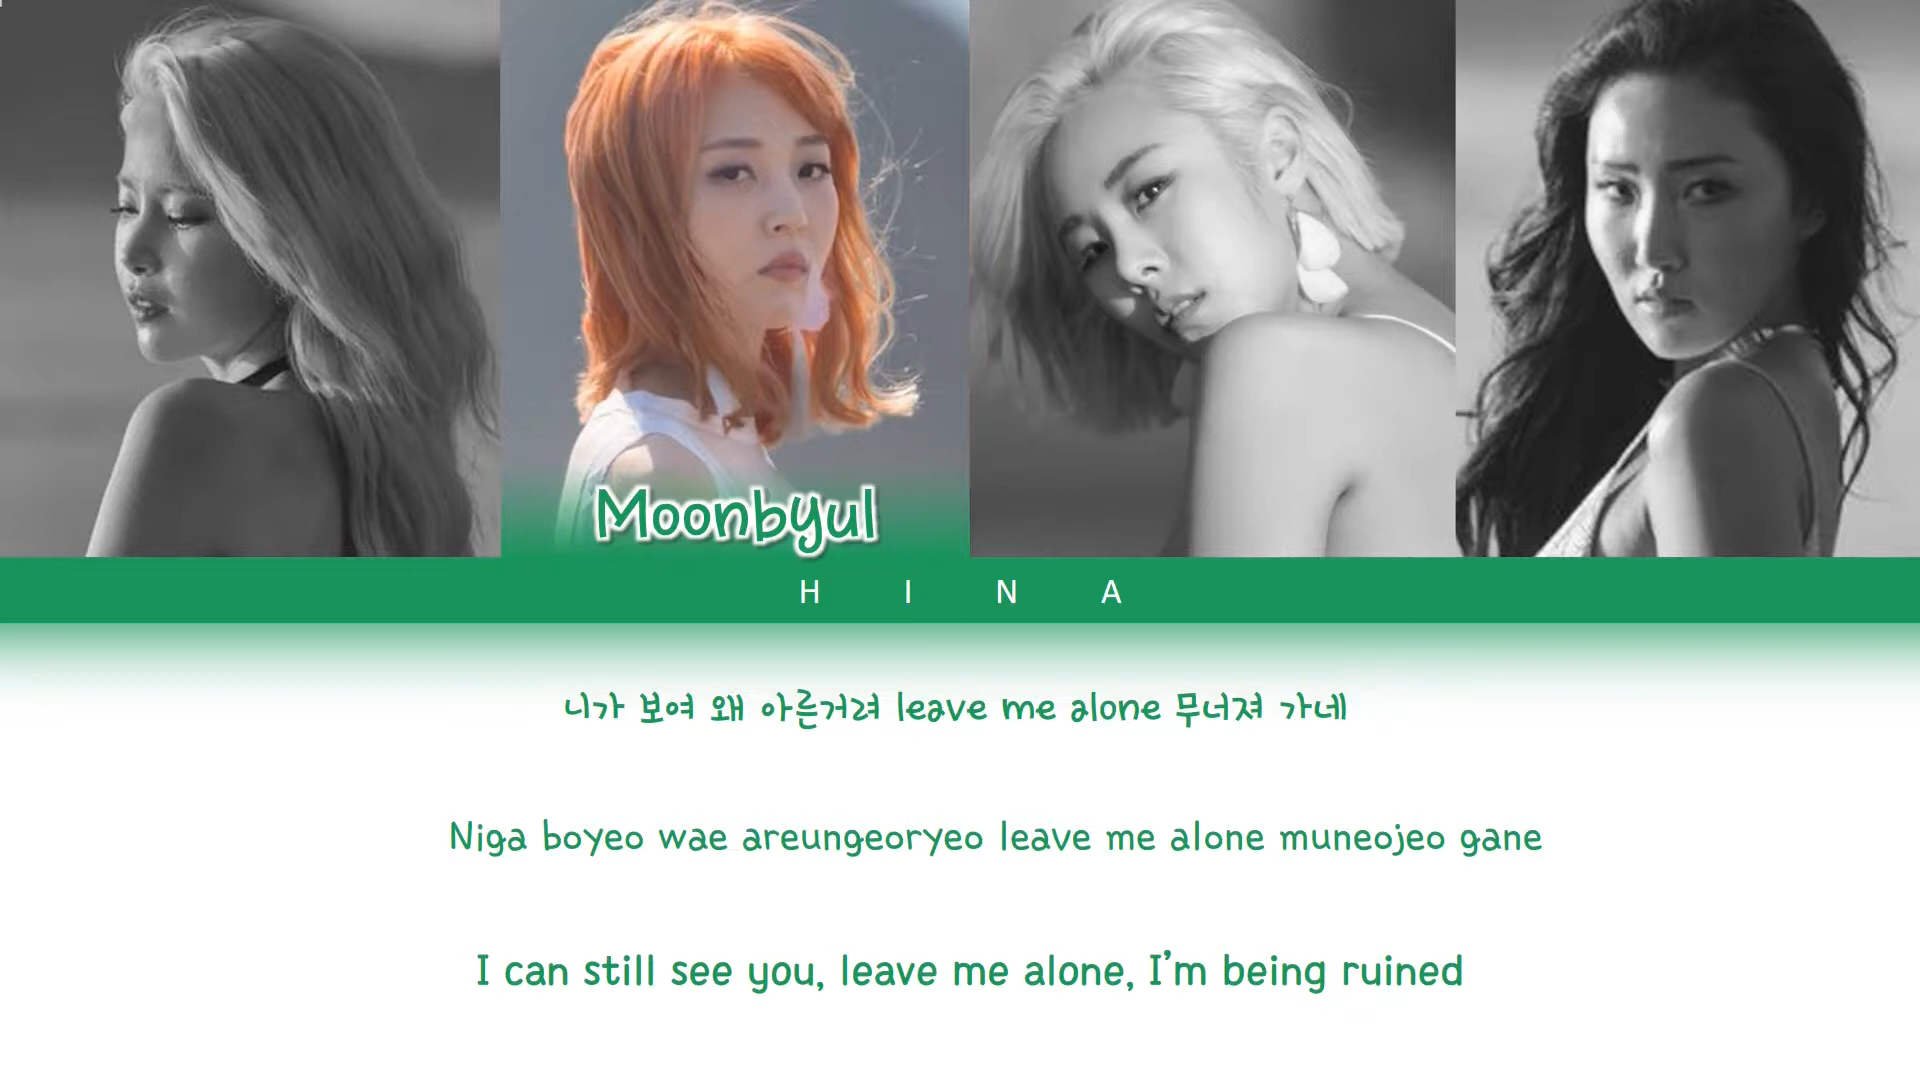 Moonbyul
H I N A
니가 보여 왜 아른거려 leave me alone 무너져 가네
Niga boyeo wae areungeoryeo leave me alone muneojeo gane
I can still see you, leave me alone, I'm being ruined